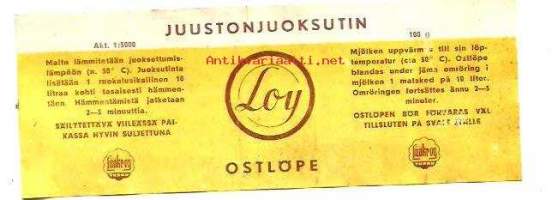 JUUSTONJUOKSUTIN
Akt. 1:5000
Maito lämmitetään juoksettumis-
lämpöön (n. 30° C). Juoksutinta
lisätään 1 ruokalusikallinen 10
litraa kohti tasaisesti hämmen-
täen. Hämmentämistä jatketaan
2—5 minuuttia.
SÄILYTETTÄVÄ VIILEÄSSÄ PAI-
KASSA HYVIN SULJETTUNA
Antikvariaatti.net
Loy
OSTLÖPE
100 g
Mjölken uppvärmes till sin löp-
temperatur (c:a 30° C). Ostlöpe
blandas under jämn omröring i
mjölken 1 matsked på 10 liter.
Omröringen fortsättes ännu 2—5
minuter.
OSTLÖPEN BÖR FÖRVARAS VÄL
TILLSLUTEN PÅ SVALT STÄLLE